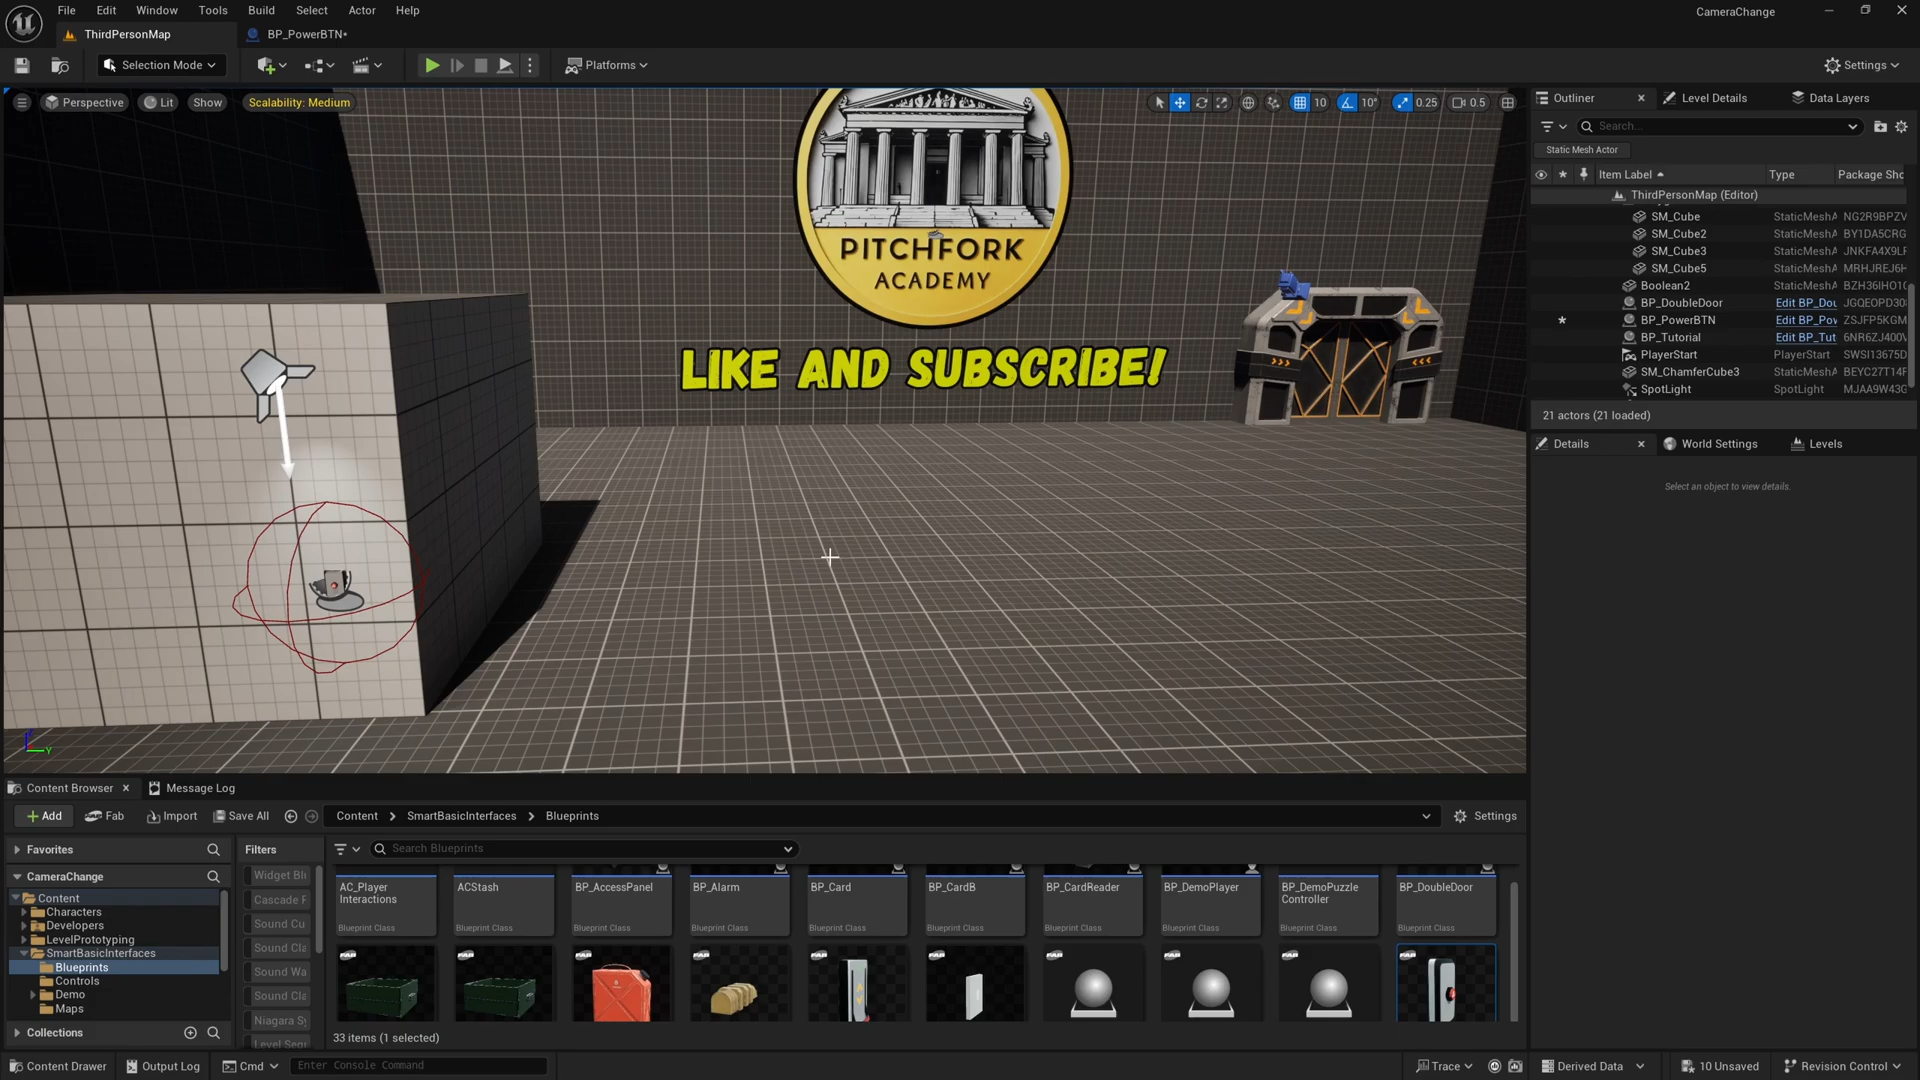 File Edit Window Tools Build Select Actor Help
CameraChange
ThirdPersonMap
BP_PowerBTN*
Selection Mode
Platforms
Settings
Perspective
Lit
Show
Scalability: Medium
10
10°
0.25
0.5
PITCHFORK
ACADEMY
LIKE AND SUBSCRIBE!
Outliner
Level Details
Data Layers
Search...
Static Mesh Actor
Item Label
Type
Package Sho
ThirdPersonMap (Editor)
SM_Cube StaticMeshA NG2R9BPZV
SM_Cube2 StaticMeshA BY1DA5CRG
SM_Cube3 StaticMeshA JNKFA4X9LF
SM_Cube5 StaticMeshA MRHJREJ6H
Boolean2 StaticMeshA BZH36IHO1C
BP_DoubleDoor Edit BP_Dou JGQEOPD30
BP_PowerBTN Edit BP_Pow ZSJFP5KGM
BP_Tutorial Edit BP_Tut 6NR6ZJ400V
PlayerStart PlayerStart SWSI13675D
SM_ChamferCube3 StaticMeshA BEYC27T14F
SpotLight SpotLight MJAA9W43G
21 actors (21 loaded)
Details
World Settings
Levels
Select an object to view details.
Content Browser
Message Log
Add
Fab
Import
Save All
Content
SmartBasicInterfaces
Blueprints
Settings
Favorites
CameraChange
Content
Characters
Developers
LevelPrototyping
SmartBasicInterfaces
Blueprints
Controls
Demo
Maps
Collections
Filters
Widget Blu
Cascade P
Sound Cu
Sound Cla
Sound Wa
Sound Cla
Niagara Sy
Level Sequ
Search Blueprints
AC_Player
Interactions
Blueprint Class
ACStash
Blueprint Class
BP_AccessPanel
Blueprint Class
BP_Alarm
Blueprint Class
BP_Card
Blueprint Class
BP_CardB
Blueprint Class
BP_CardReader
Blueprint Class
BP_DemoPlayer
Blueprint Class
BP_DemoPuzzle
Controller
Blueprint Class
BP_DoubleDoor
Blueprint Class
33 items (1 selected)
Content Drawer
Output Log
Cmd
Enter Console Command
Trace
Derived Data
10 Unsaved
Revision Control